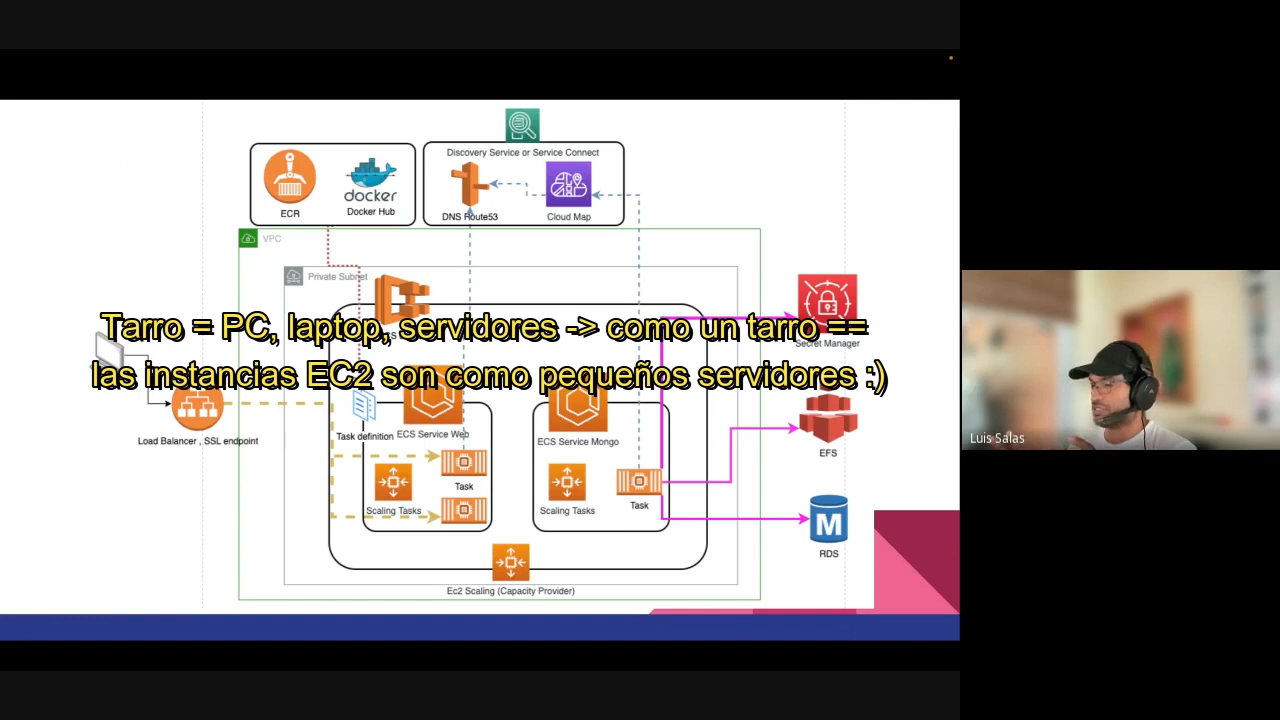 Discovery Service or Service Connect
docker
ECR
Docker Hub
DNS Route53
Cloud Map
VPC
Private Subnet
Tarro = PC, laptop, servidores -> como un tarro ==
las instancias EC2 son como pequeños servidores :)
Secret Manager
Load Balancer , SSL endpoint
Task definition
ECS Service Web
ECS Service Mongo
EFS
Luis Salas
Task
Scaling Tasks
Scaling Tasks
Task
M
RDS
Ec2 Scaling (Capacity Provider)